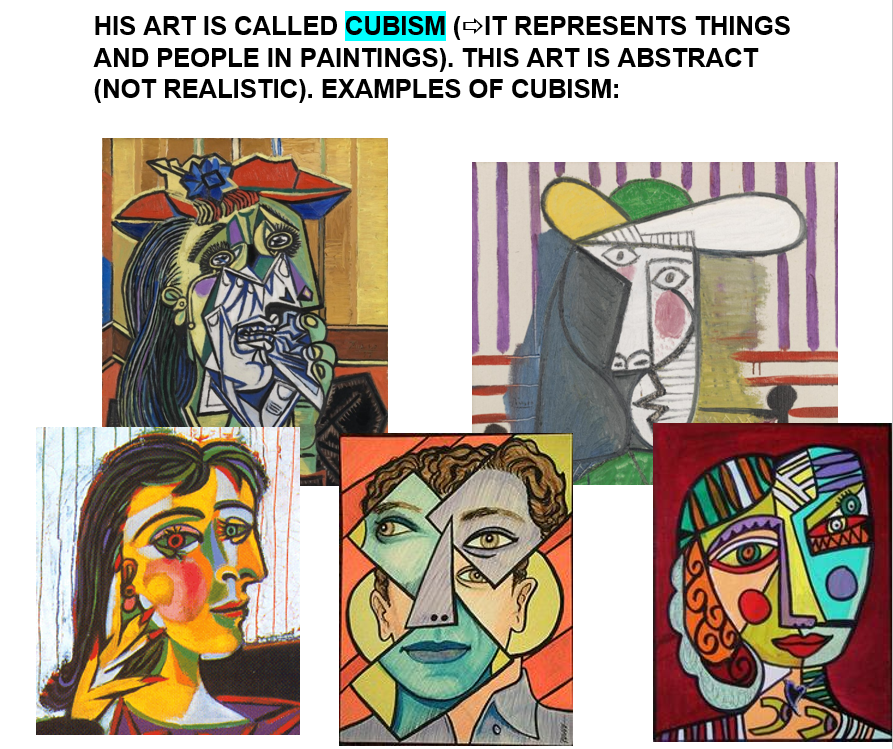 HIS ART IS CALLED CUBISM (⇨IT REPRESENTS THINGS
AND PEOPLE IN PAINTINGS). THIS ART IS ABSTRACT
(NOT REALISTIC). EXAMPLES OF CUBISM: